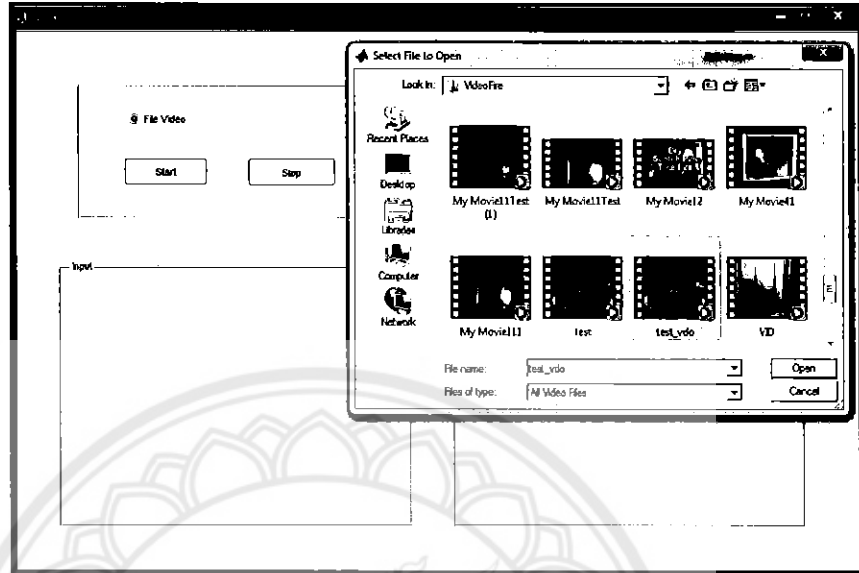 Select File to Open
Look In: VideoFire
File Video
Start
Stop
Recent Places
Desktop
Libraries
Computer
Network
My Movie11Test
(1)
My Movie11Test
My Movie12
My Movie41
My Movie111
test
test_vdo
VID
Input
File name: test_vdo
Open
Files of type: All Video Files
Cancel